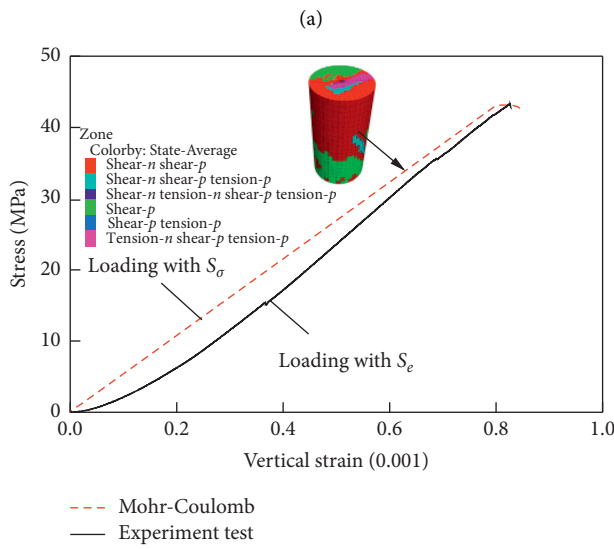 (a)
50
40
30
20
10
0
Stress (MPa)
Zone
Colorby: State-Average
Shear-n shear-p
Shear-n shear-p tension-p
Shear-n tension-n shear-p tension-p
Shear-p
Shear-p tension-p
Tension-n shear-p tension-p
Loading with Sσ
Loading with Se
0.0 0.2 0.4 0.6 0.8 1.0
Vertical strain (0.001)
Mohr-Coulomb
Experiment test